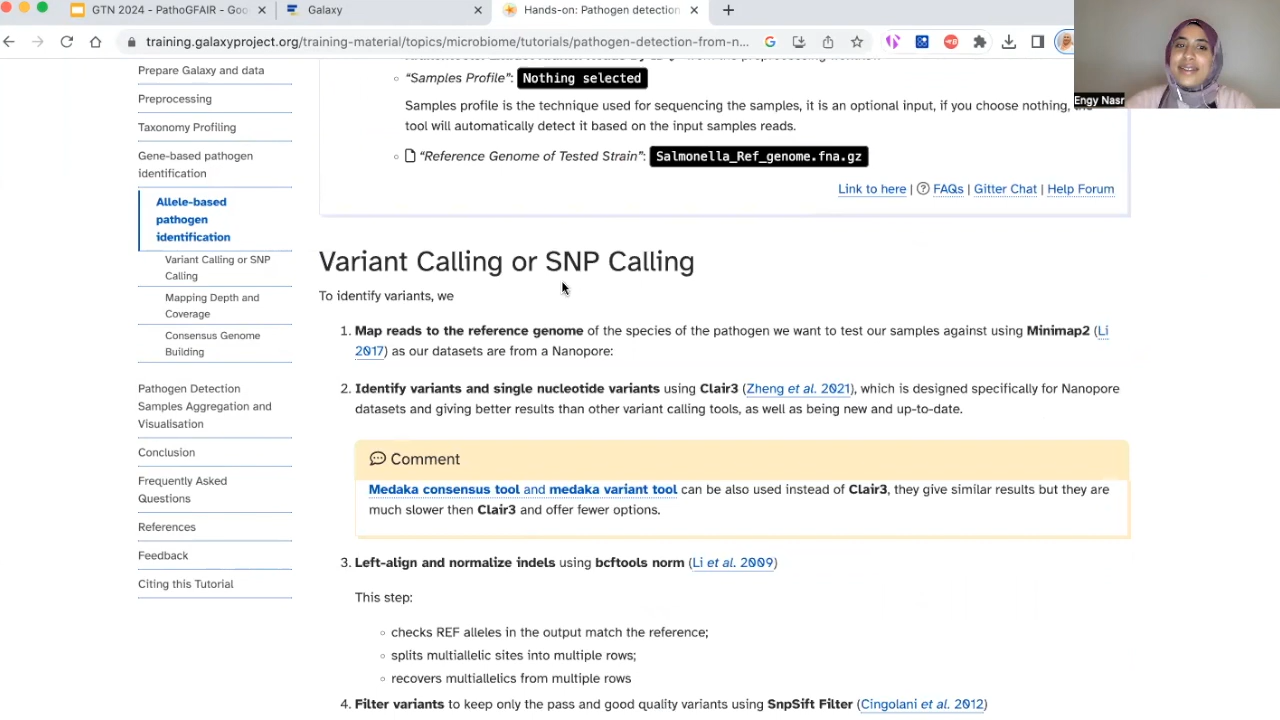 GTN 2024 - PathoGFAIR - Goo
Galaxy
Hands-on: Pathogen detection
training.galaxyproject.org/training-material/topics/microbiome/tutorials/pathogen-detection-from-n...
Engy Nasr
Prepare Galaxy and data
Preprocessing
Taxonomy Profiling
Gene-based pathogen
identification
Allele-based
pathogen
identification
Variant Calling or SNP
Calling
Mapping Depth and
Coverage
Consensus Genome
Building
Pathogen Detection
Samples Aggregation and
Visualisation
Conclusion
Frequently Asked
Questions
References
Feedback
Citing this Tutorial
“Samples Profile”: Nothing selected
Samples profile is the technique used for sequencing the samples, it is an optional input, if you choose nothing, the
tool will automatically detect it based on the input samples reads.
“Reference Genome of Tested Strain”: Salmonella_Ref_genome.fna.gz
Link to here | FAQs | Gitter Chat | Help Forum
Variant Calling or SNP Calling
To identify variants, we
1. Map reads to the reference genome of the species of the pathogen we want to test our samples against using Minimap2 (Li
2017) as our datasets are from a Nanopore:
2. Identify variants and single nucleotide variants using Clair3 (Zheng et al. 2021), which is designed specifically for Nanopore
datasets and giving better results than other variant calling tools, as well as being new and up-to-date.
Comment
Medaka consensus tool and medaka variant tool can be also used instead of Clair3, they give similar results but they are
much slower then Clair3 and offer fewer options.
3. Left-align and normalize indels using bcftools norm (Li et al. 2009)
This step:
checks REF alleles in the output match the reference;
splits multiallelic sites into multiple rows;
recovers multiallelics from multiple rows
4. Filter variants to keep only the pass and good quality variants using SnpSift Filter (Cingolani et al. 2012)